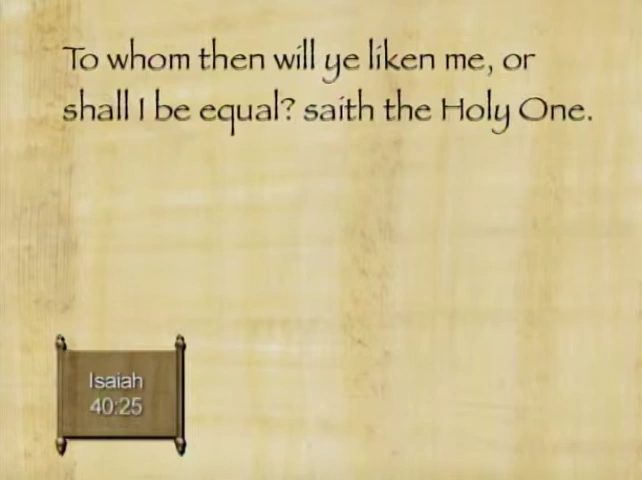 To whom then will ye liken me, or
shall I be equal? saith the Holy One.
Isaiah
40:25